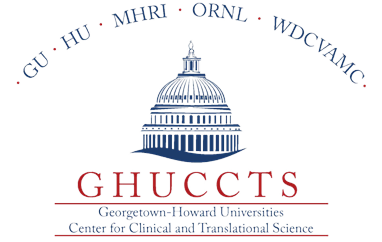 · GU · HU · MHRI · ORNL · WDCVAMC ·
GHUCCTS
Georgetown-Howard Universities
Center for Clinical and Translational Science